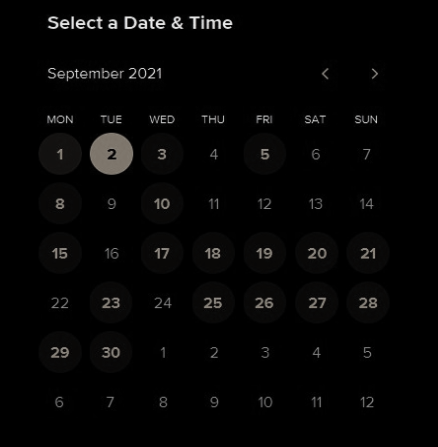 Select a Date & Time
September 2021
MON TUE WED THU FRI SAT SUN
1 2 3 4 5 6 7
8 9 10 11 12 13 14
15 16 17 18 19 20 21
22 23 24 25 26 27 28
29 30 1 2 3 4 5
6 7 8 9 10 11 12